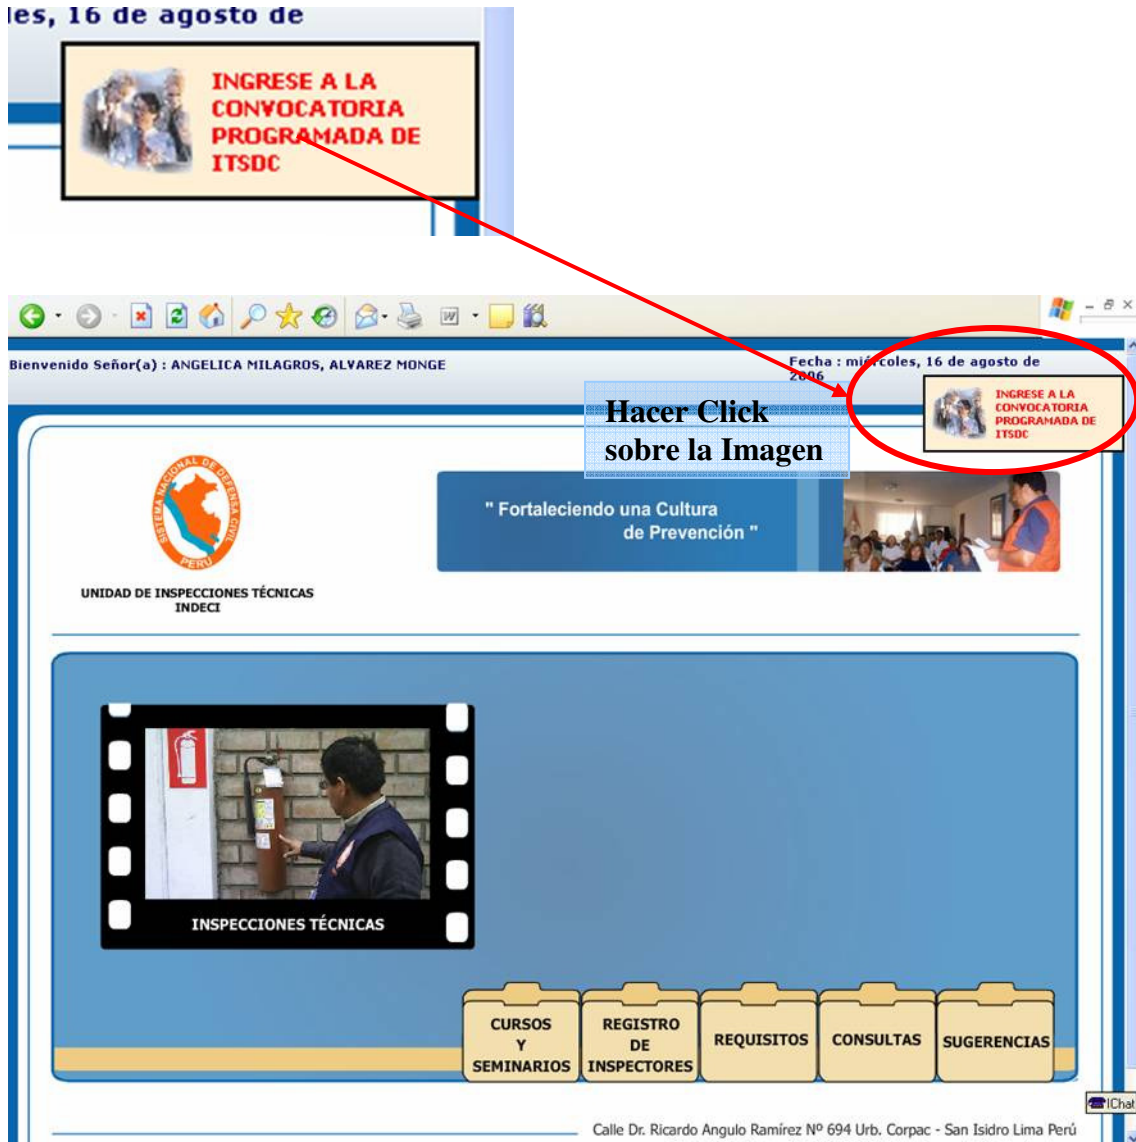 les, 16 de agosto de
INGRESE A LA
CONVOCATORIA
PROGRAMADA DE
ITSDC
Bienvenido Señor(a) : ANGELICA MILAGROS, ALVAREZ MONGE
Fecha : miércoles, 16 de agosto de
2006
INGRESE A LA
CONVOCATORIA
PROGRAMADA DE
ITSDC
Hacer Click
sobre la Imagen
SISTEMA NACIONAL DE DEFENSA CIVIL
PERÚ
" Fortaleciendo una Cultura
de Prevención "
UNIDAD DE INSPECCIONES TÉCNICAS
INDECI
INSPECCIONES TÉCNICAS
CURSOS
Y
SEMINARIOS
REGISTRO
DE
INSPECTORES
REQUISITOS
CONSULTAS
SUGERENCIAS
IChat
Calle Dr. Ricardo Angulo Ramírez Nº 694 Urb. Corpac - San Isidro Lima Perú